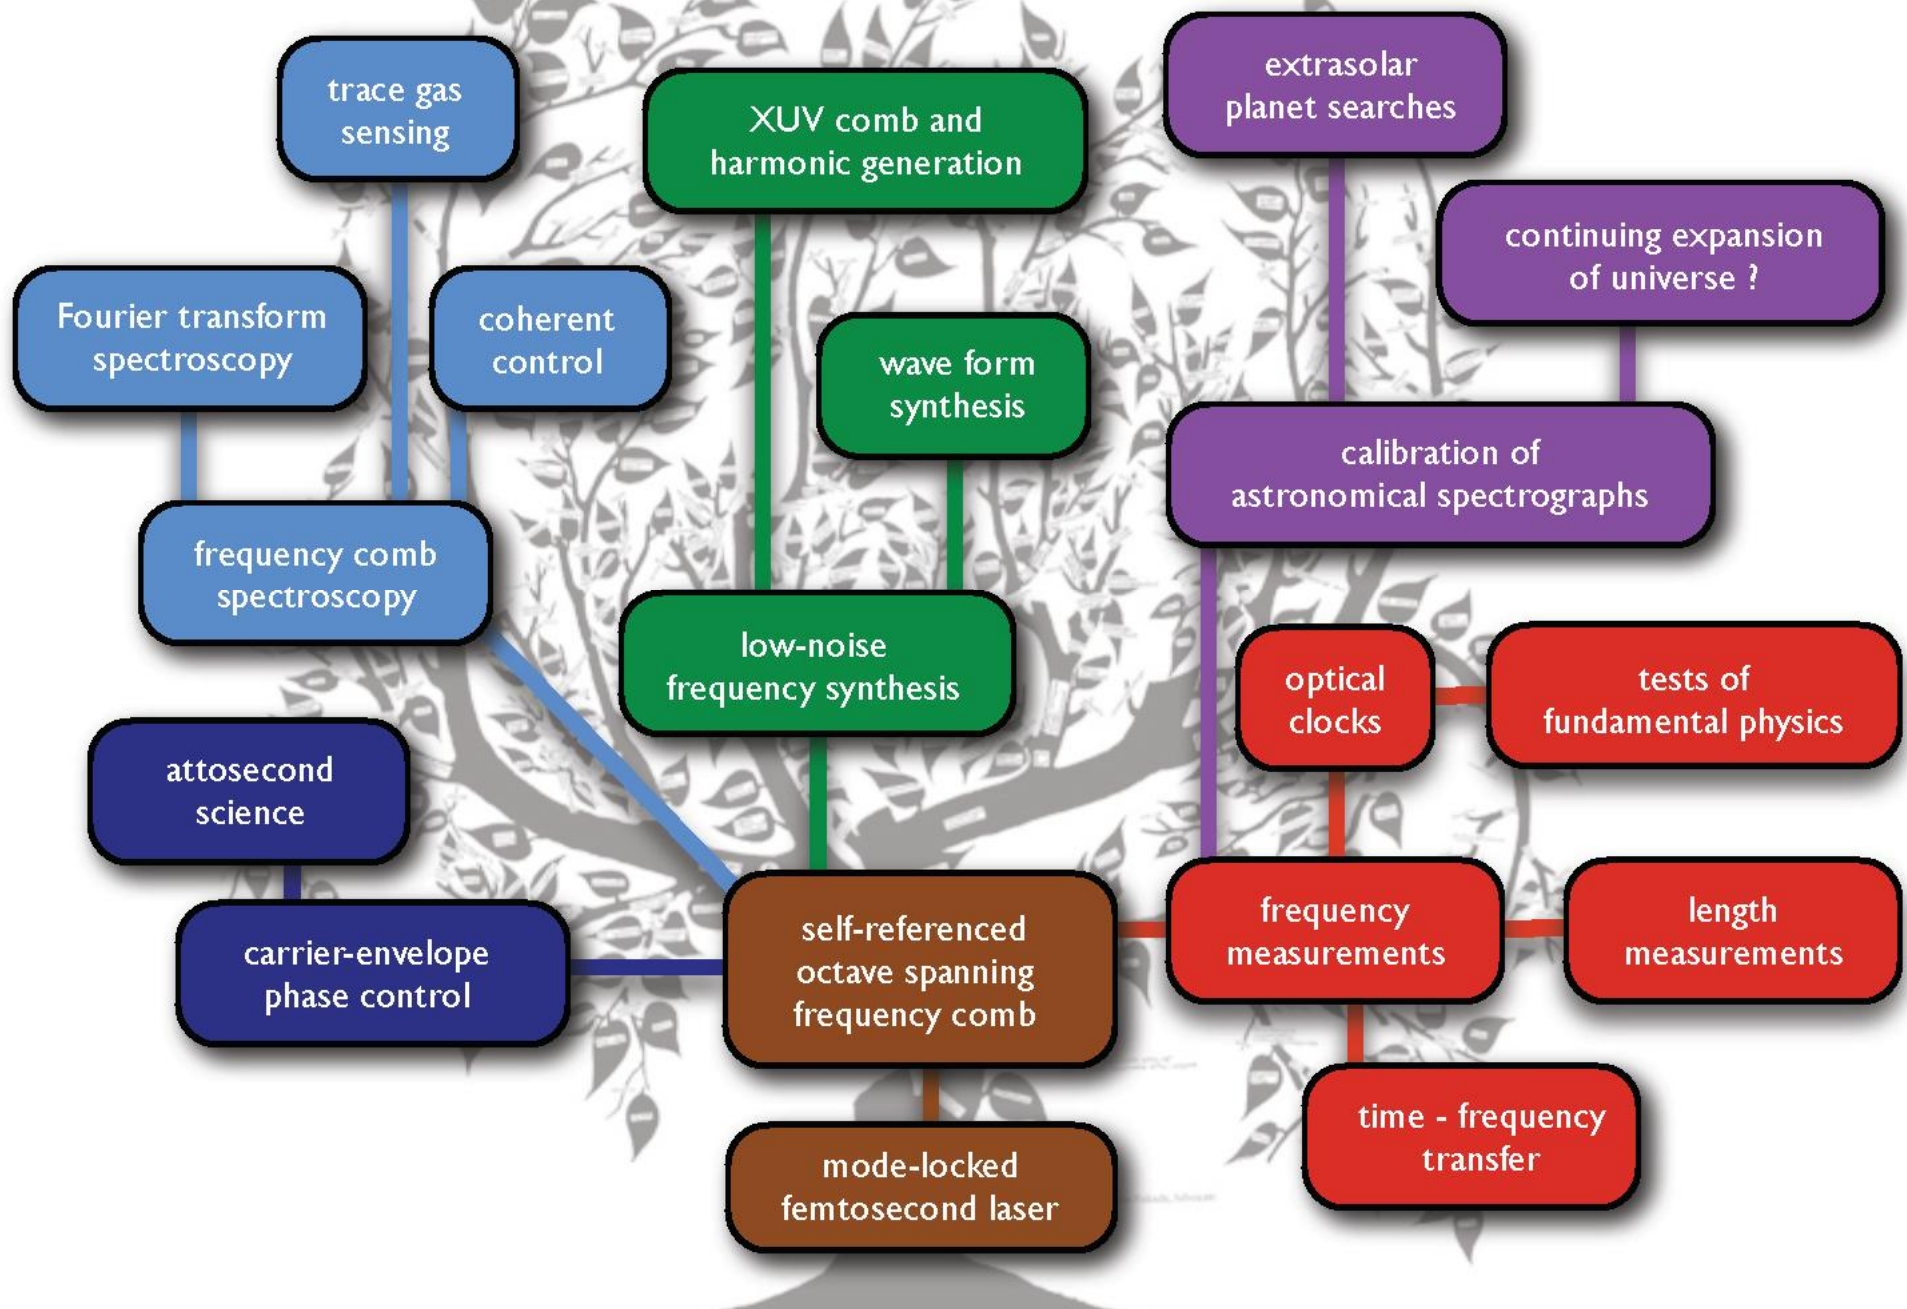 trace gas
sensing
XUV comb and
harmonic generation
extrasolar
planet searches
continuing expansion
of universe ?
Fourier transform
spectroscopy
coherent
control
wave form
synthesis
calibration of
astronomical spectrographs
frequency comb
spectroscopy
low-noise
frequency synthesis
optical
clocks
tests of
fundamental physics
attosecond
science
carrier-envelope
phase control
self-referenced
octave spanning
frequency comb
frequency
measurements
length
measurements
time - frequency
transfer
mode-locked
femtosecond laser